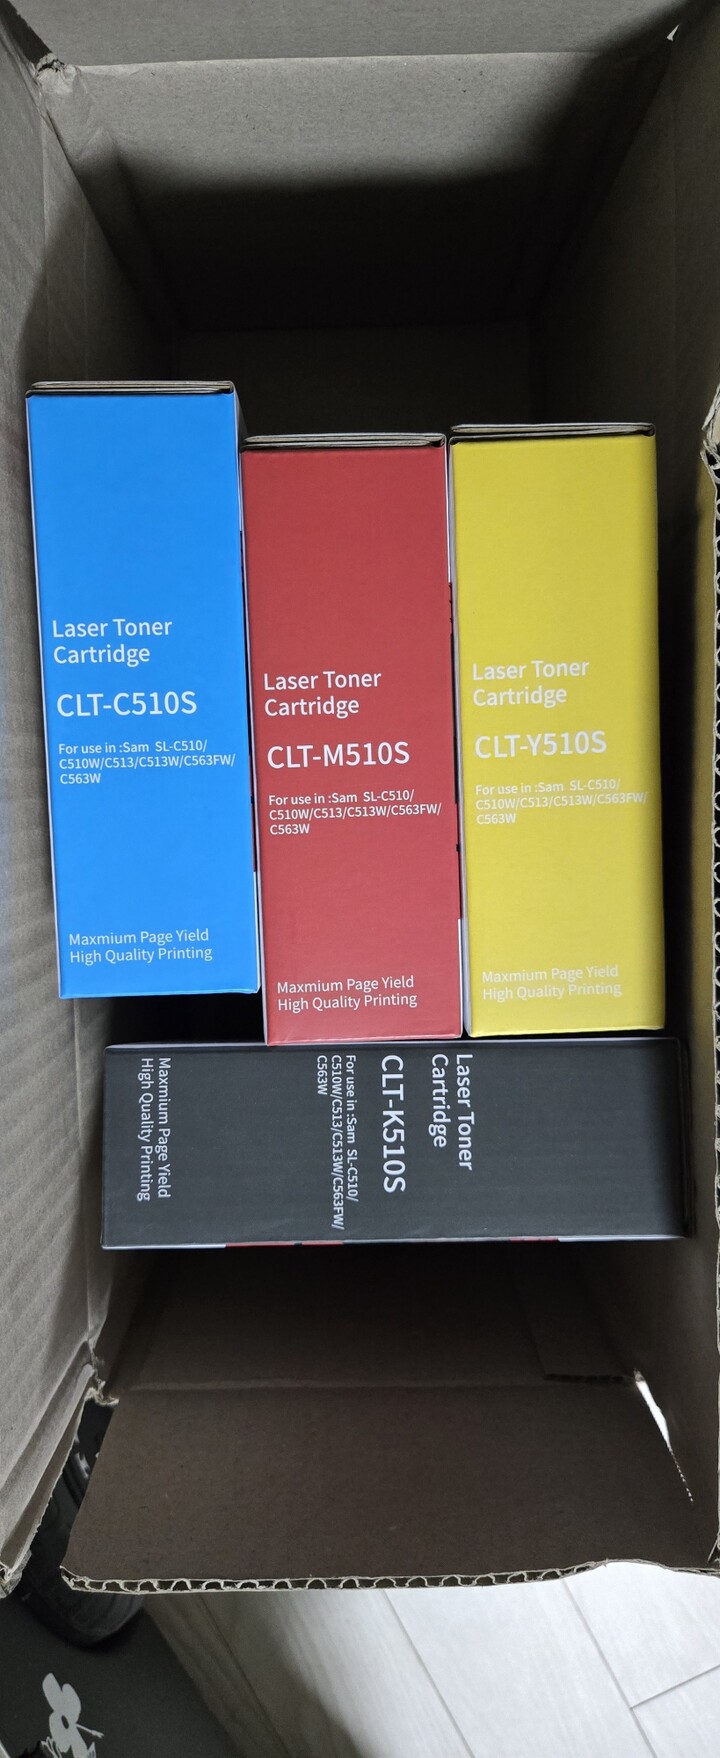 Laser Toner
Cartridge
CLT-C510S
For use in :Sam SL-C510/
C510W/C513/C513W/C563FW/
C563W
Maxmium Page Yield
High Quality Printing
Laser Toner
Cartridge
CLT-M510S
For use in :Sam SL-C510/
C510W/C513/C513W/C563FW/
C563W
Maxmium Page Yield
High Quality Printing
Laser Toner
Cartridge
CLT-Y510S
For use in :Sam SL-C510/
C510W/C513/C513W/C563FW/
C563W
Maxmium Page Yield
High Quality Printing
Laser Toner
Cartridge
CLT-K510S
For use in :Sam SL-C510/
C510W/C513/C513W/C563FW/
C563W
Maxmium Page Yield
High Quality Printing